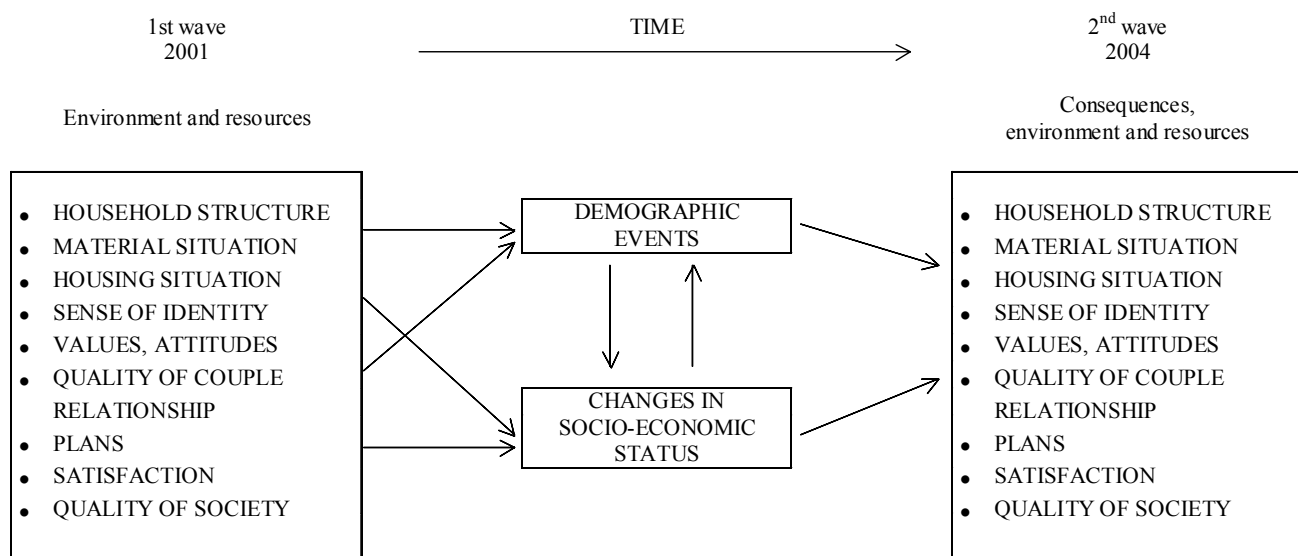 1st wave
2001
TIME
2nd wave
2004
Environment and resources
Consequences,
environment and resources
• HOUSEHOLD STRUCTURE
• MATERIAL SITUATION
• HOUSING SITUATION
• SENSE OF IDENTITY
• VALUES, ATTITUDES
• QUALITY OF COUPLE
RELATIONSHIP
• PLANS
• SATISFACTION
• QUALITY OF SOCIETY
DEMOGRAPHIC
EVENTS
CHANGES IN
SOCIO-ECONOMIC
STATUS
• HOUSEHOLD STRUCTURE
• MATERIAL SITUATION
• HOUSING SITUATION
• SENSE OF IDENTITY
• VALUES, ATTITUDES
• QUALITY OF COUPLE
RELATIONSHIP
• PLANS
• SATISFACTION
• QUALITY OF SOCIETY